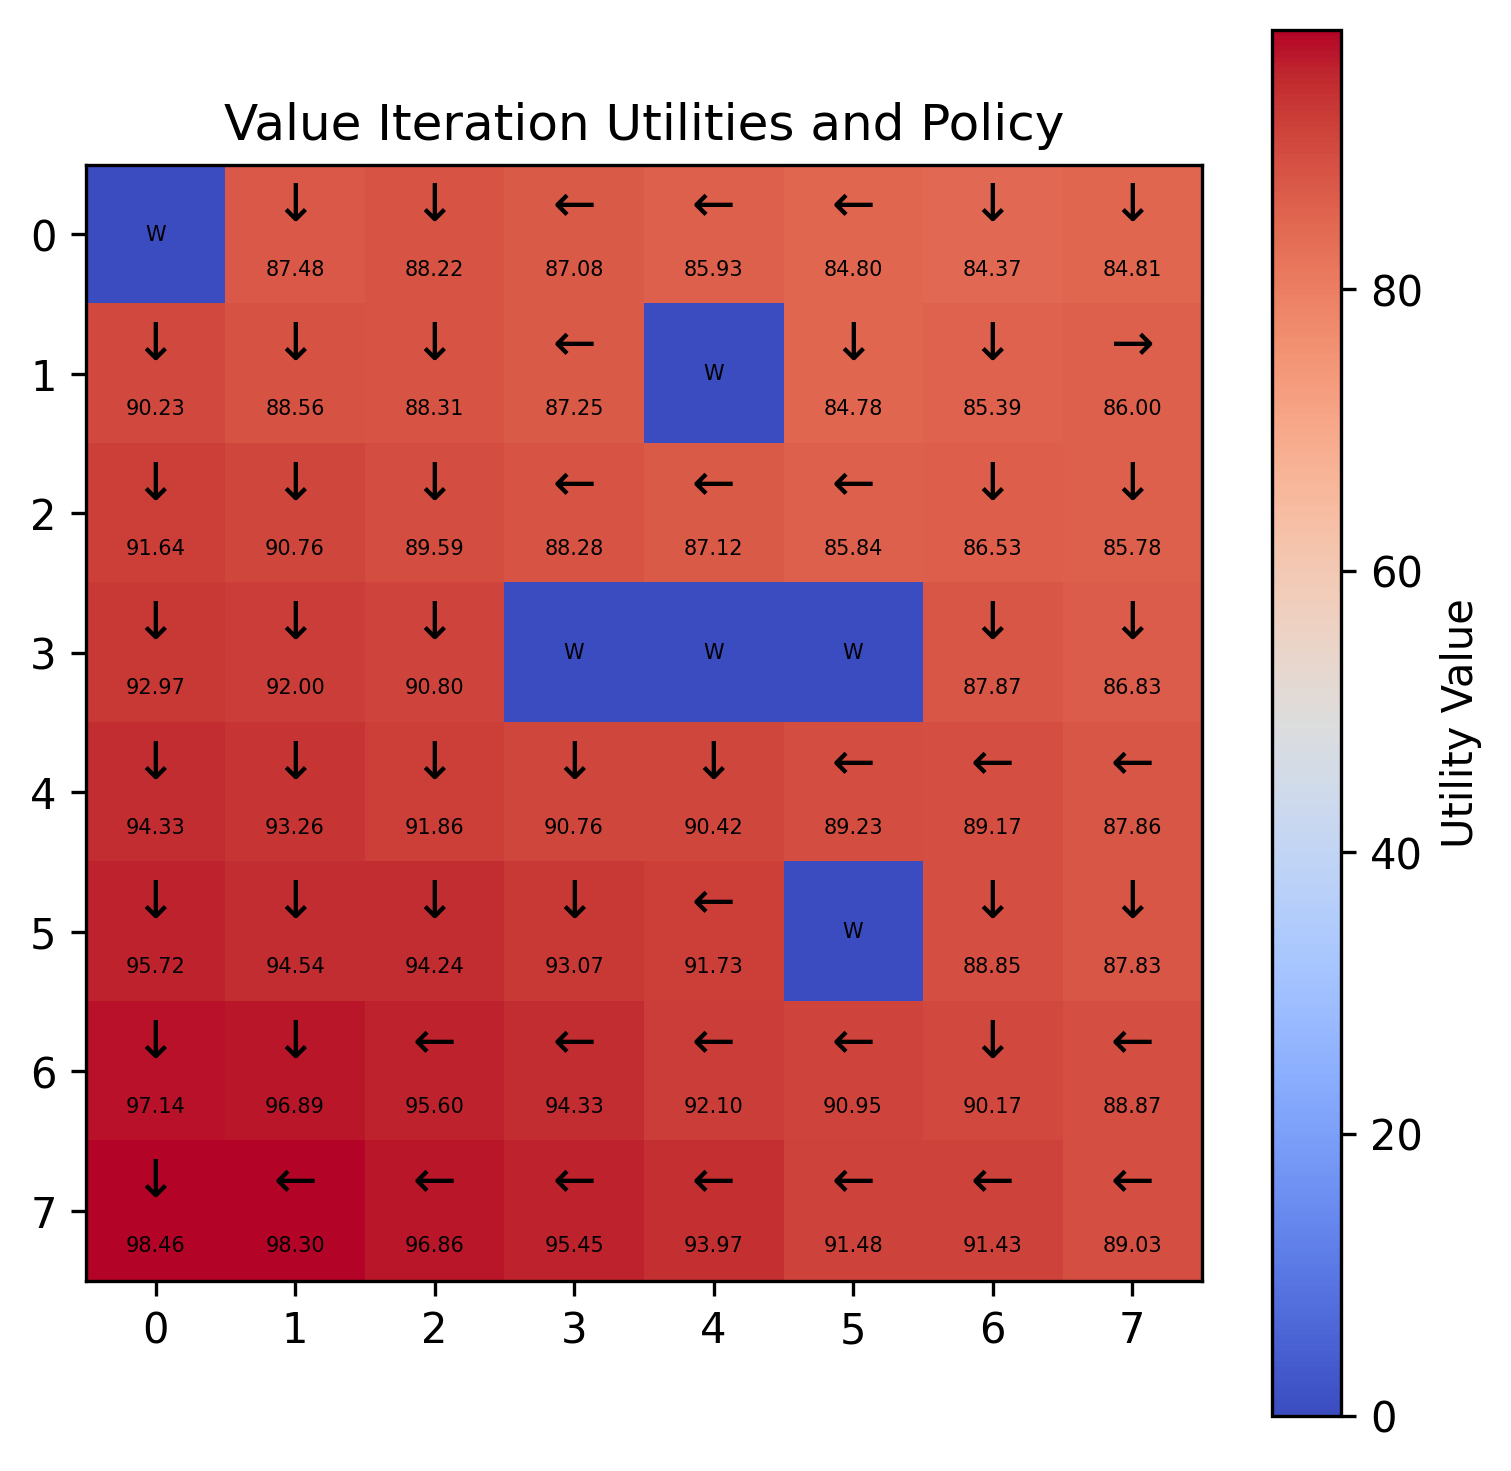 Value Iteration Utilities and Policy
0 W ↓ ↓ ← ← ← ↓ ↓
87.48 88.22 87.08 85.93 84.80 84.37 84.81
1 ↓ ↓ ↓ ← W ↓ ↓ →
90.23 88.56 88.31 87.25 84.78 85.39 86.00
2 ↓ ↓ ↓ ← ← ← ↓ ↓
91.64 90.76 89.59 88.28 87.12 85.84 86.53 85.78
3 ↓ ↓ ↓ W W W ↓ ↓
92.97 92.00 90.80 87.87 86.83
4 ↓ ↓ ↓ ↓ ↓ ← ← ←
94.33 93.26 91.86 90.76 90.42 89.23 89.17 87.86
5 ↓ ↓ ↓ ↓ ← W ↓ ↓
95.72 94.54 94.24 93.07 91.73 88.85 87.83
6 ↓ ↓ ← ← ← ← ↓ ←
97.14 96.89 95.60 94.33 92.10 90.95 90.17 88.87
7 ↓ ← ← ← ← ← ← ←
98.46 98.30 96.86 95.45 93.97 91.48 91.43 89.03
0 1 2 3 4 5 6 7
80
60
40
20
0
Utility Value